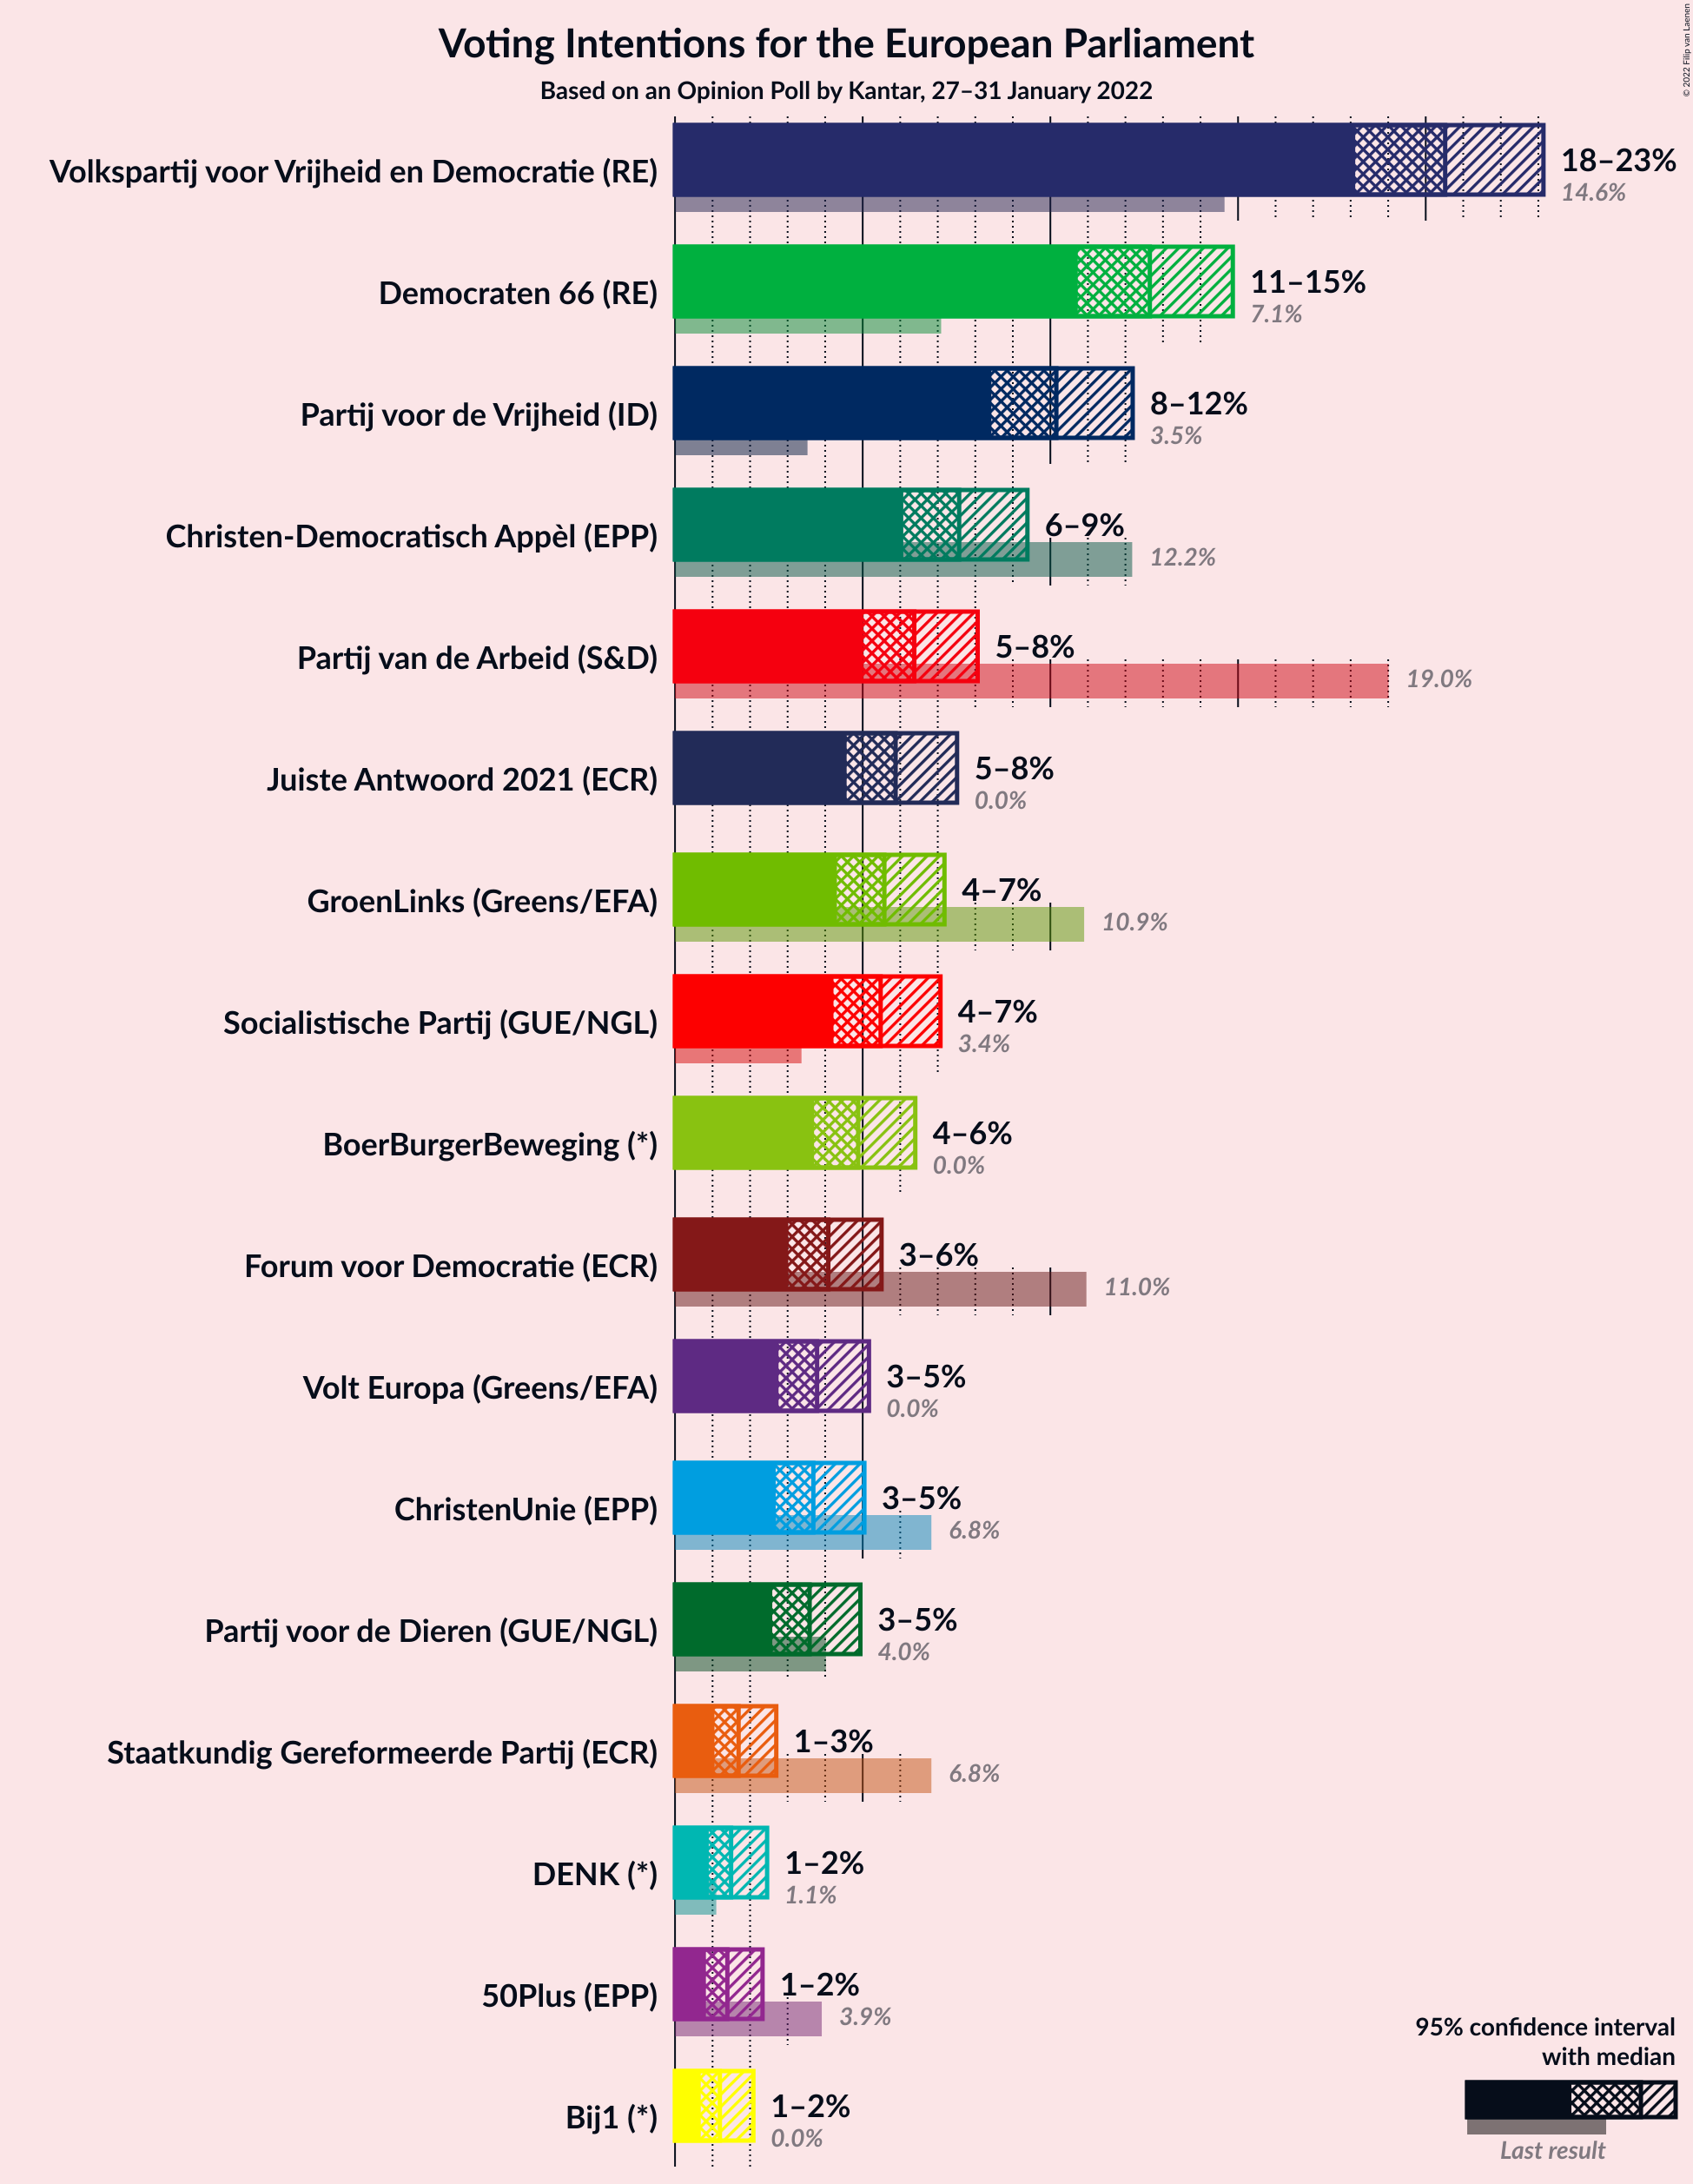 Voting Intentions for the European Parliament
Based on an Opinion Poll by Kantar, 27–31 January 2022
© 2022 Filip van Laenen
Volkspartij voor Vrijheid en Democratie (RE)
18–23%
14.6%
Democraten 66 (RE)
11–15%
7.1%
Partij voor de Vrijheid (ID)
8–12%
3.5%
Christen-Democratisch Appèl (EPP)
6–9%
12.2%
Partij van de Arbeid (S&D)
5–8%
19.0%
Juiste Antwoord 2021 (ECR)
5–8%
0.0%
GroenLinks (Greens/EFA)
4–7%
10.9%
Socialistische Partij (GUE/NGL)
4–7%
3.4%
BoerBurgerBeweging (*)
4–6%
0.0%
Forum voor Democratie (ECR)
3–6%
11.0%
Volt Europa (Greens/EFA)
3–5%
0.0%
ChristenUnie (EPP)
3–5%
6.8%
Partij voor de Dieren (GUE/NGL)
3–5%
4.0%
Staatkundig Gereformeerde Partij (ECR)
1–3%
6.8%
DENK (*)
1–2%
1.1%
50Plus (EPP)
1–2%
3.9%
Bij1 (*)
1–2%
0.0%
95% confidence interval
with median
Last result